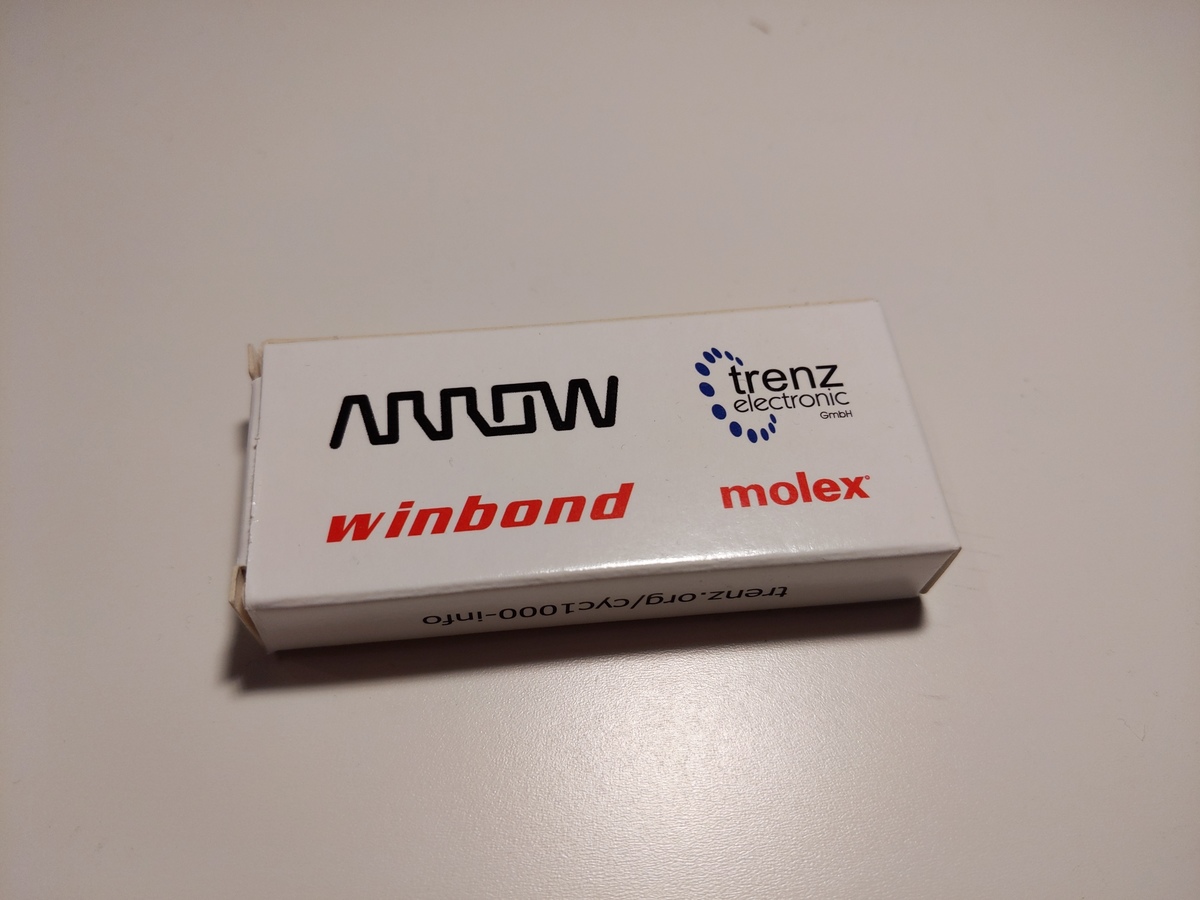 ARROW
trenz
electronic
GmbH
winbond
molex®
trenz.org/cyc1000-info